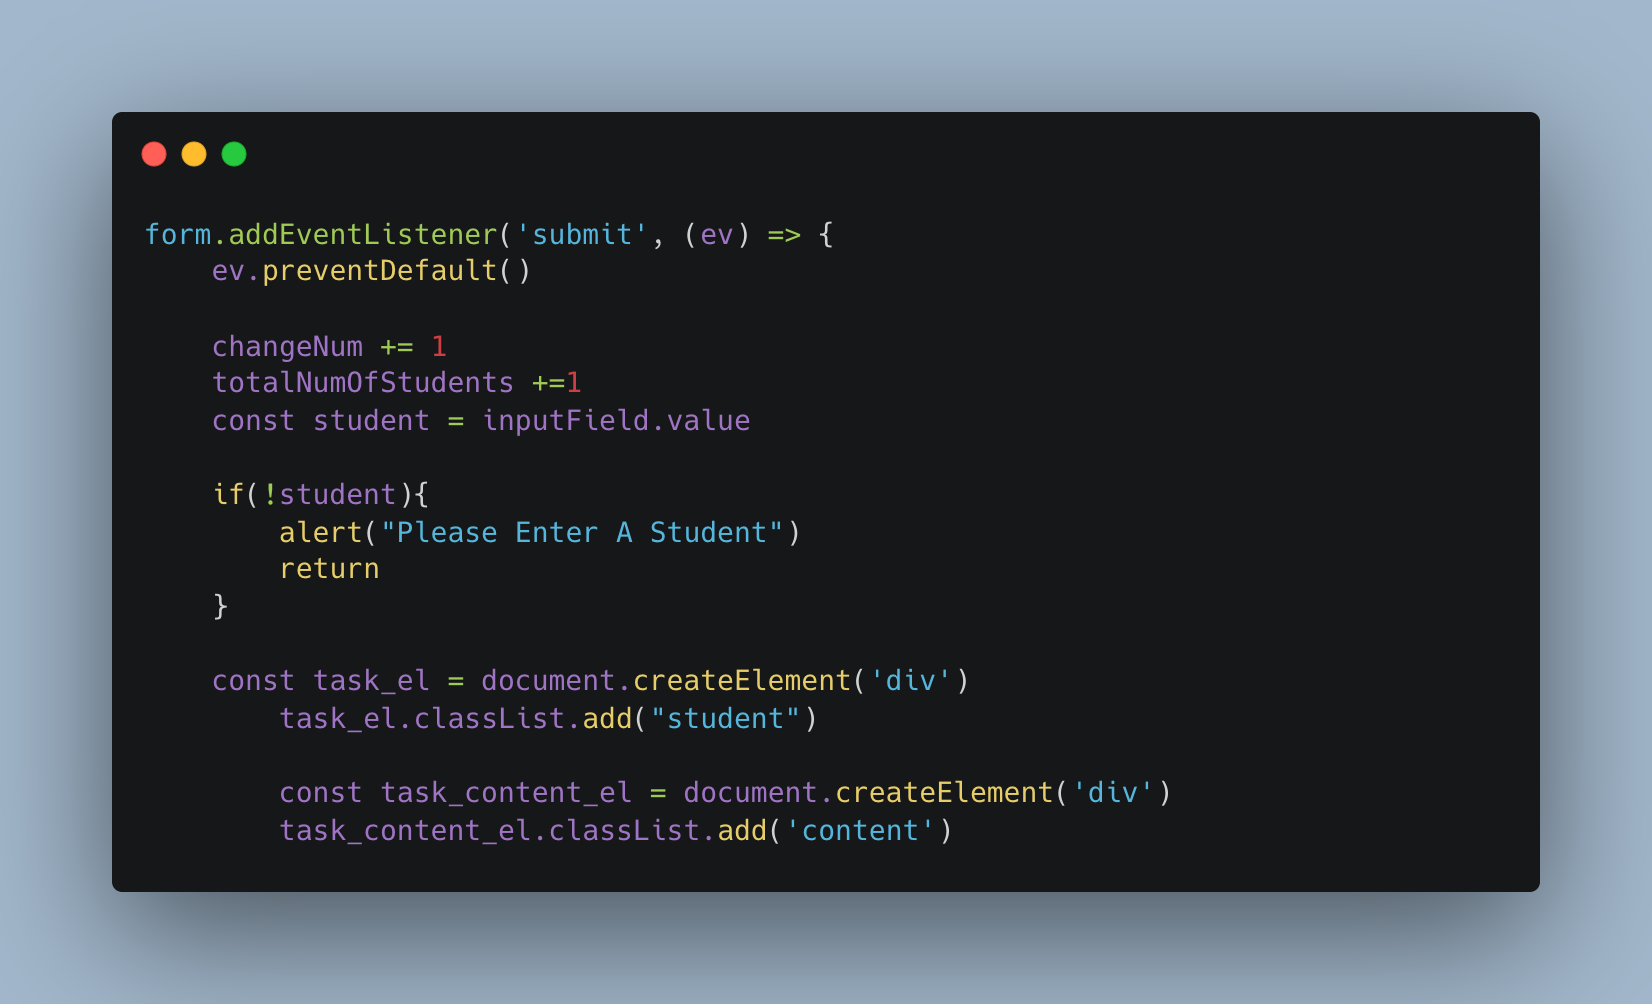 form.addEventListener('submit', (ev) => {
    ev.preventDefault()

    changeNum += 1
    totalNumOfStudents +=1
    const student = inputField.value

    if(!student){
        alert("Please Enter A Student")
        return
    }

    const task_el = document.createElement('div')
        task_el.classList.add("student")

        const task_content_el = document.createElement('div')
        task_content_el.classList.add('content')